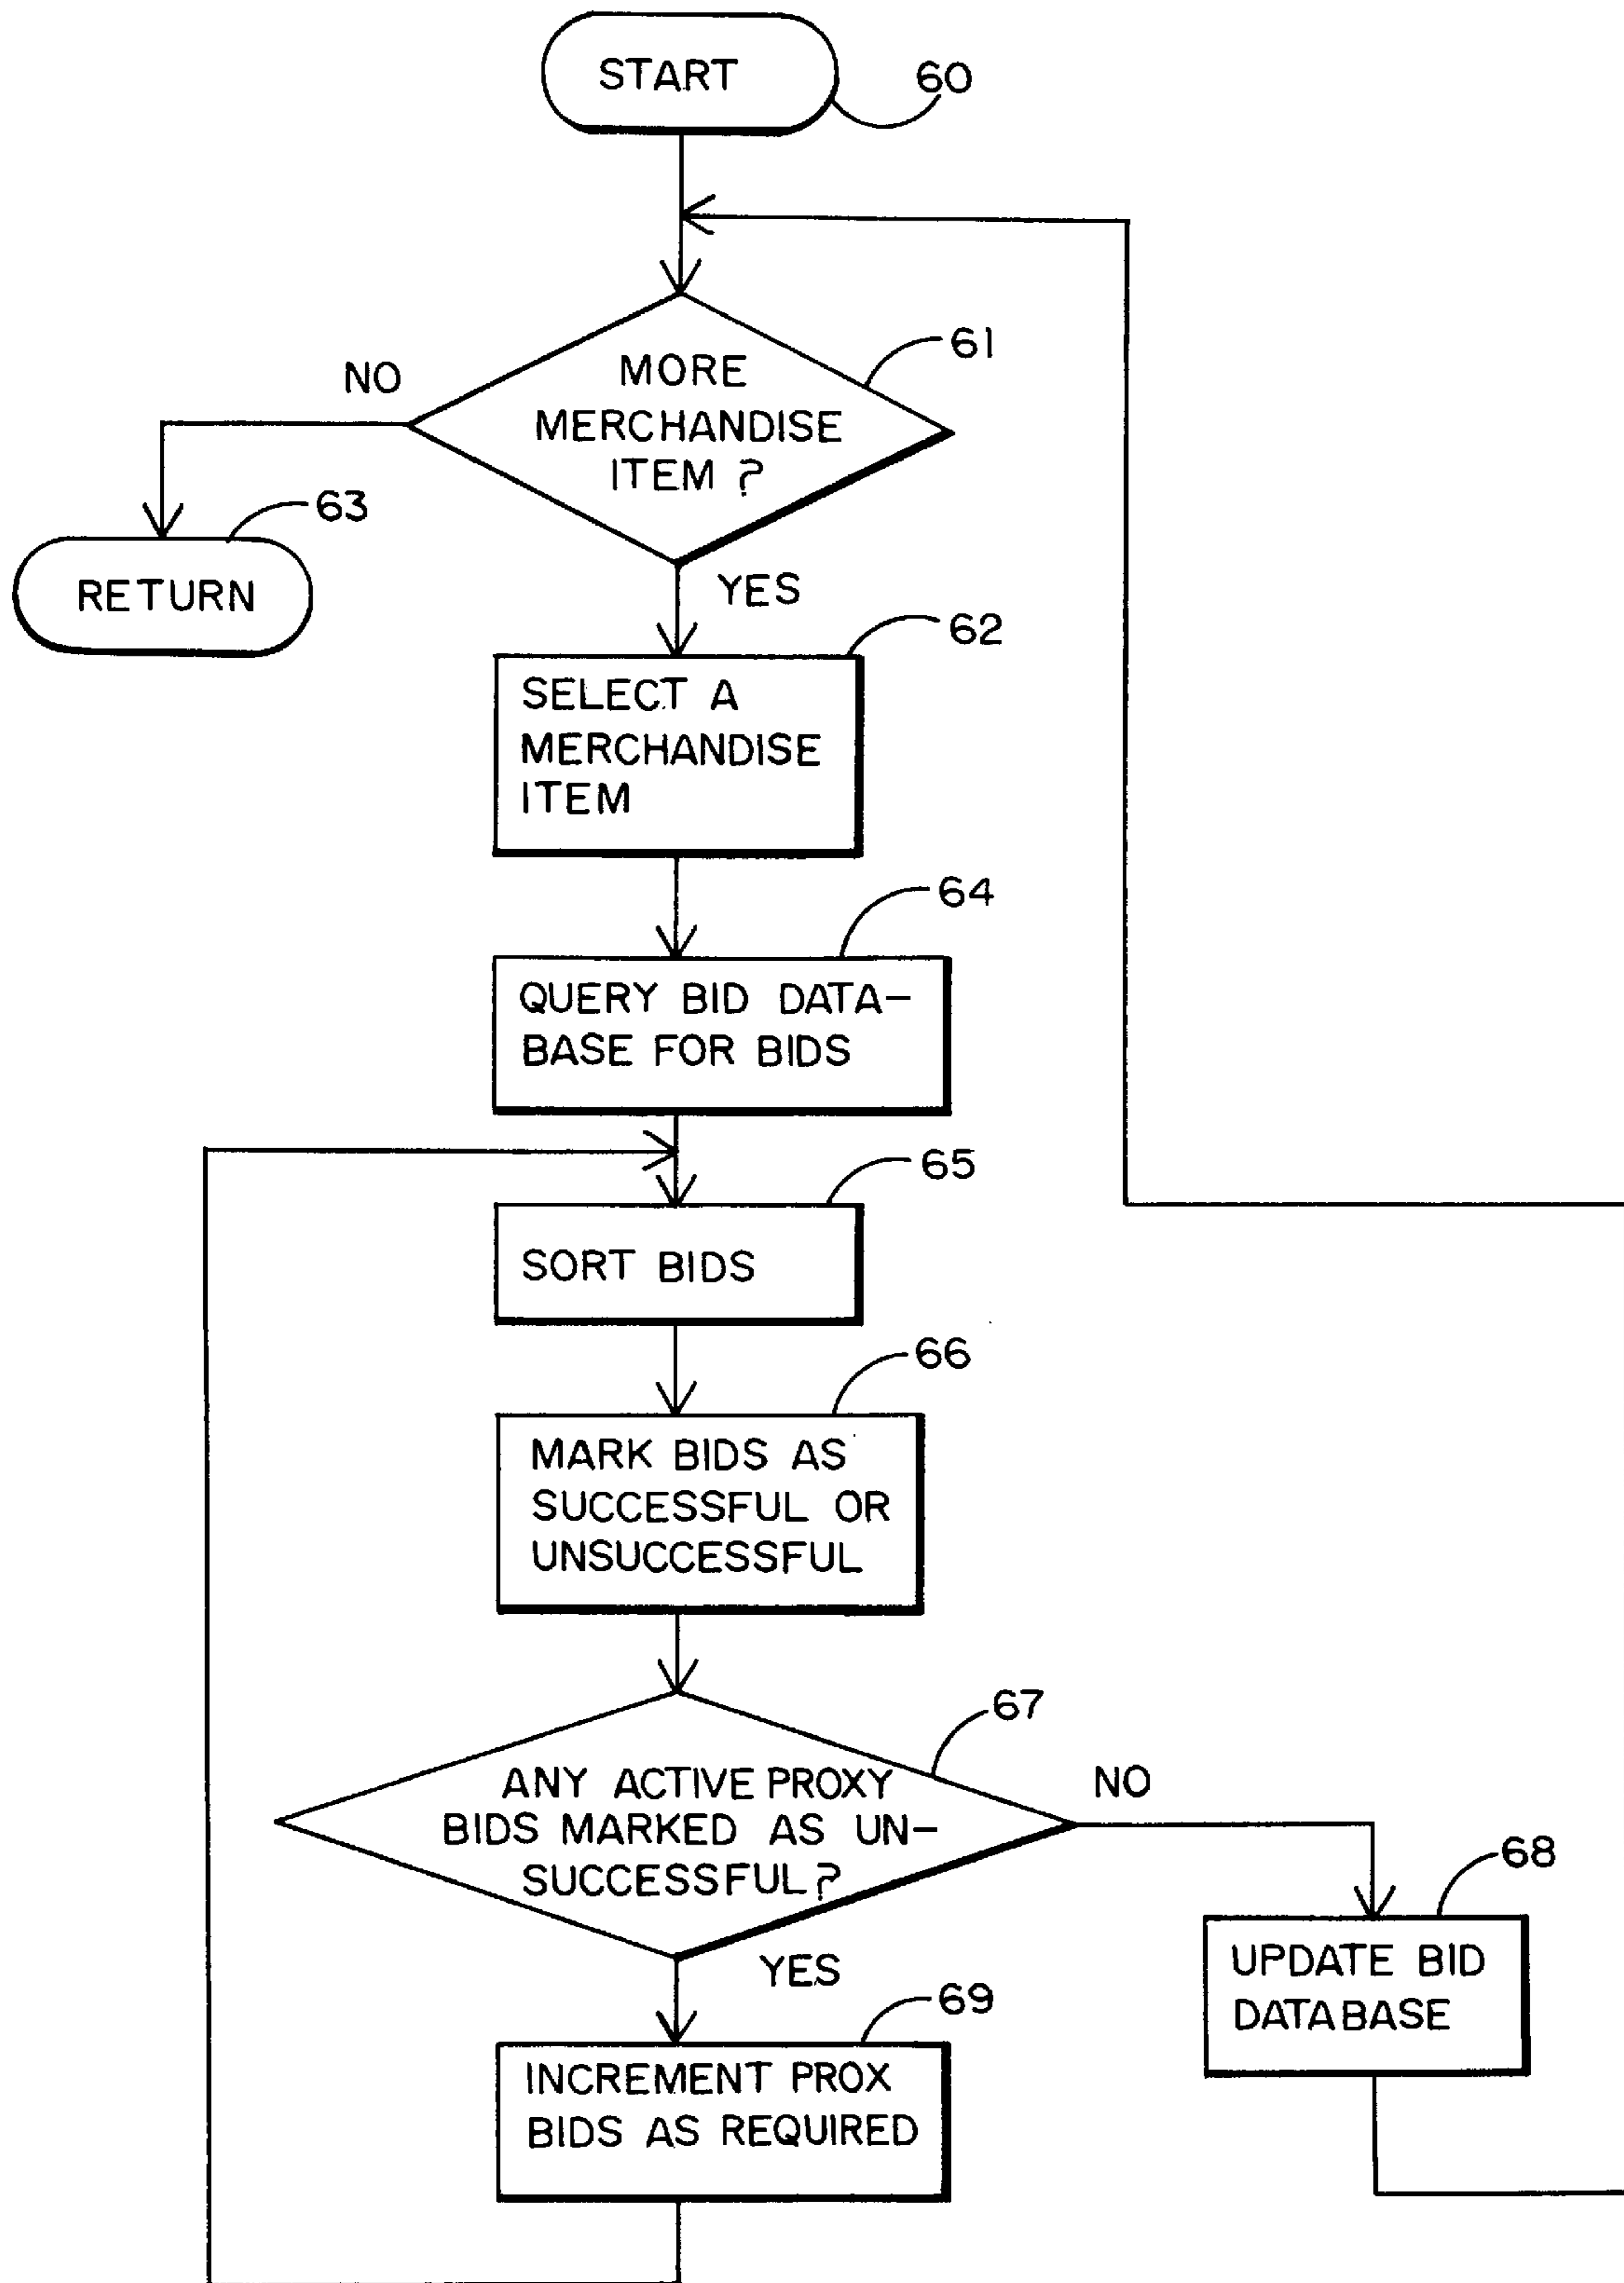 START
60
61
NO
MORE
MERCHANDISE
ITEM ?
63
RETURN
YES
62
SELECT A
MERCHANDISE
ITEM
64
QUERY BID DATA-
BASE FOR BIDS
65
SORT BIDS
66
MARK BIDS AS
SUCCESSFUL OR
UNSUCCESSFUL
67
ANY ACTIVE PROXY
BIDS MARKED AS UN-
SUCCESSFUL?
NO
68
UPDATE BID
DATABASE
YES
69
INCREMENT PROX
BIDS AS REQUIRED